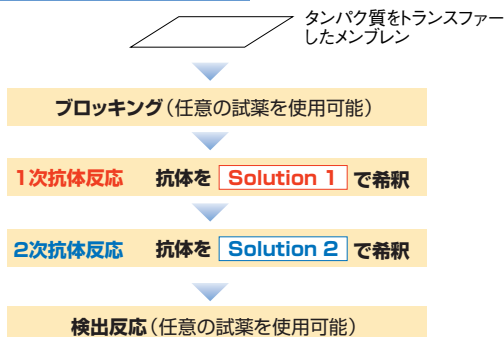 タンパク質をトランスファー
したメンブレン
ブロッキング（任意の試薬を使用可能）
1次抗体反応 抗体を Solution 1 で希釈
2次抗体反応 抗体を Solution 2 で希釈
検出反応（任意の試薬を使用可能）